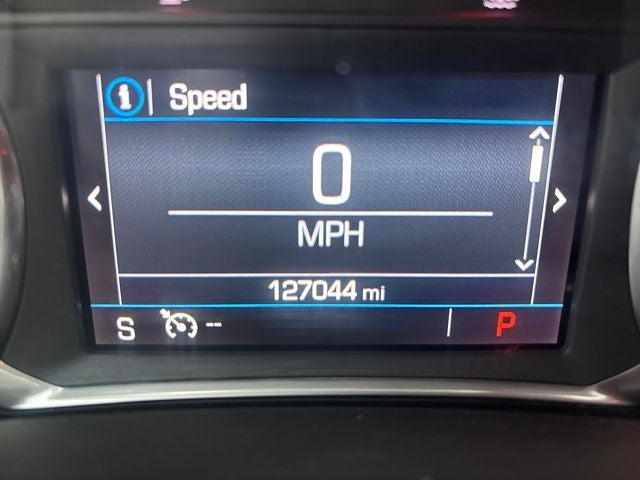 i Speed
0
MPH
127044 mi
S -- P